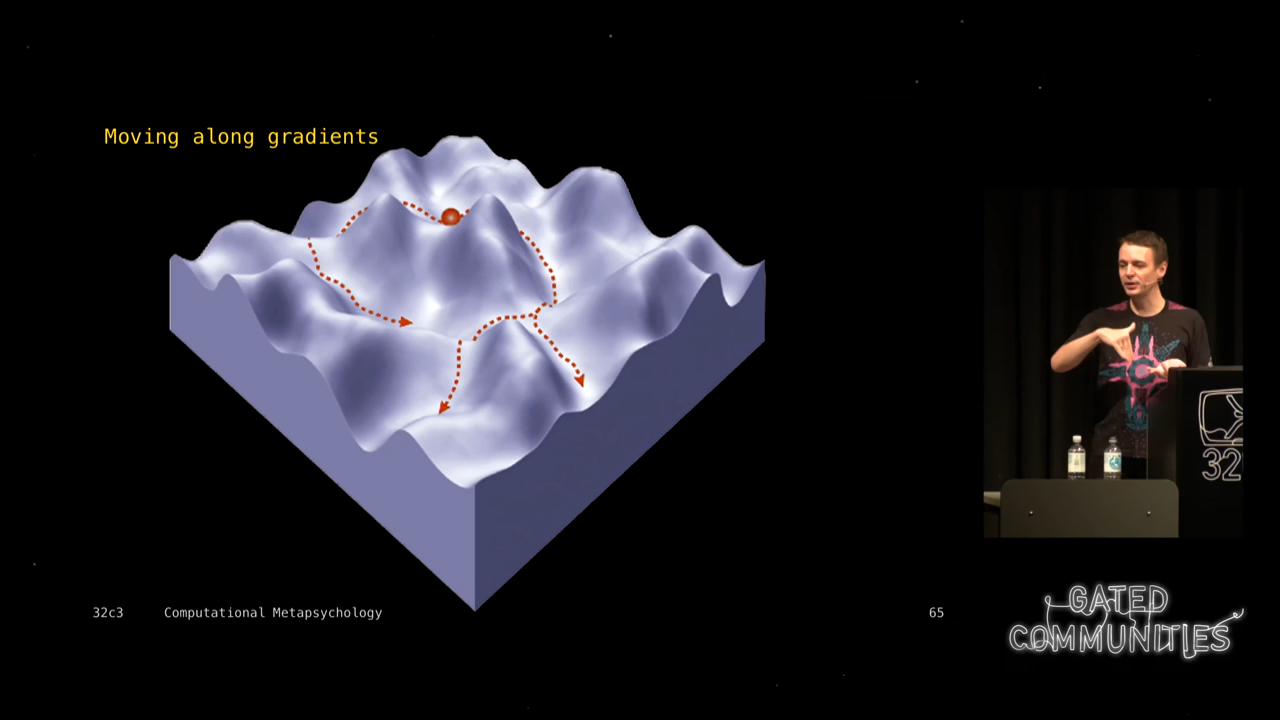 Moving along gradients
32c3
Computational Metapsychology
65
32
GATED
COMMUNITIES